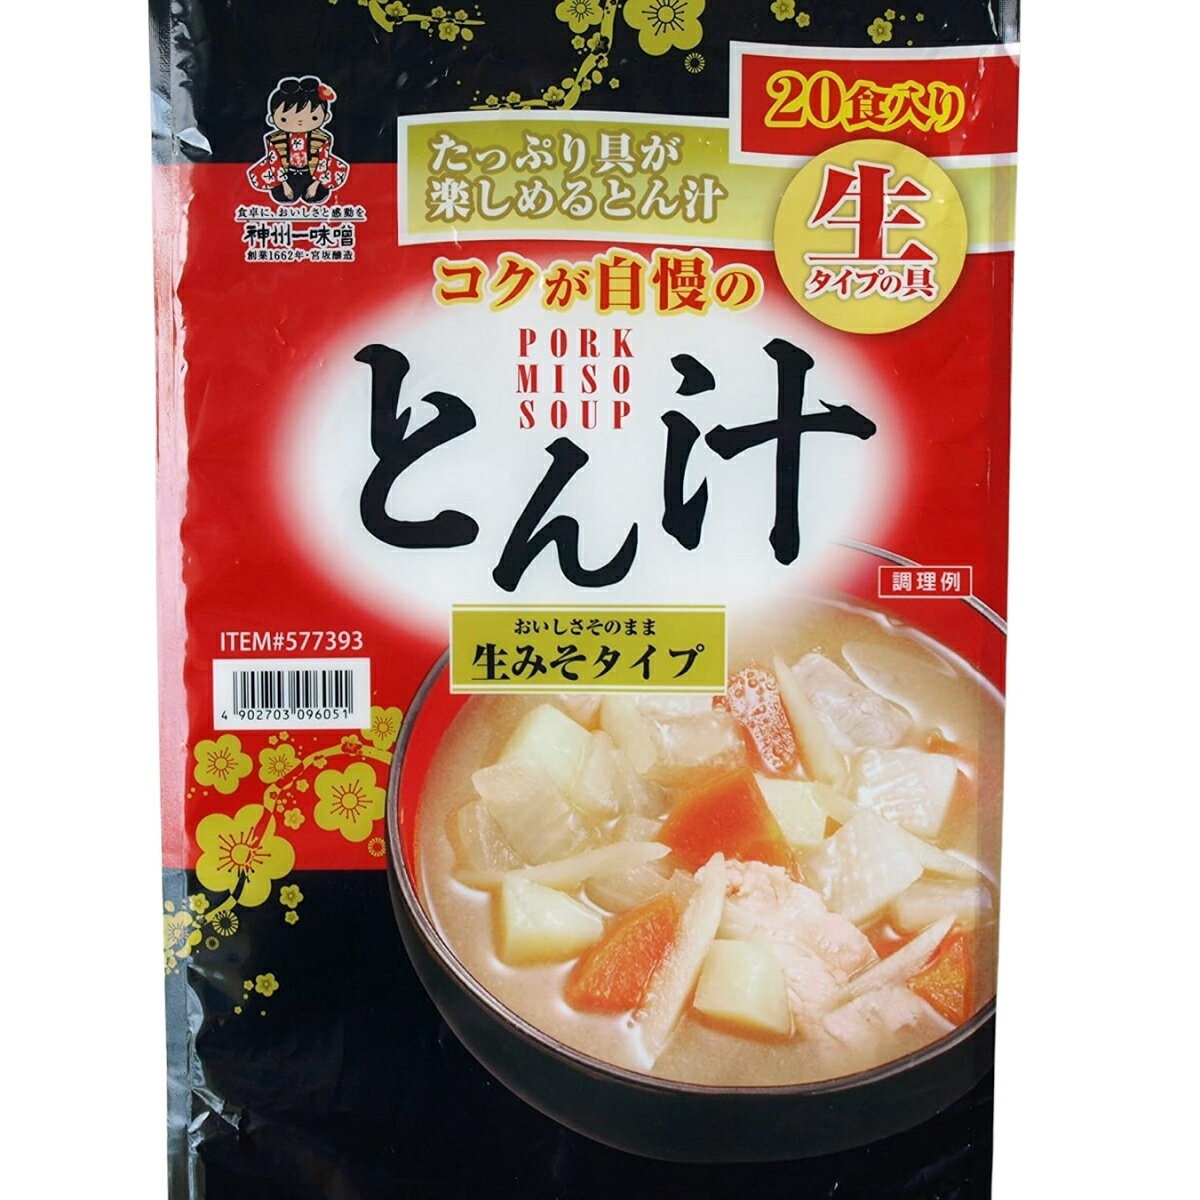 20食入り
たっぷり具が
楽しめるとん汁
生
タイプの具
食卓に、おいしさと感動を
神州一味噌
創業1662年・宮坂醸造
コクが自慢の
PORK
MISO
SOUP
とん汁
調理例
おいしさそのまま
生みそタイプ
ITEM#577393
4 902703 096051